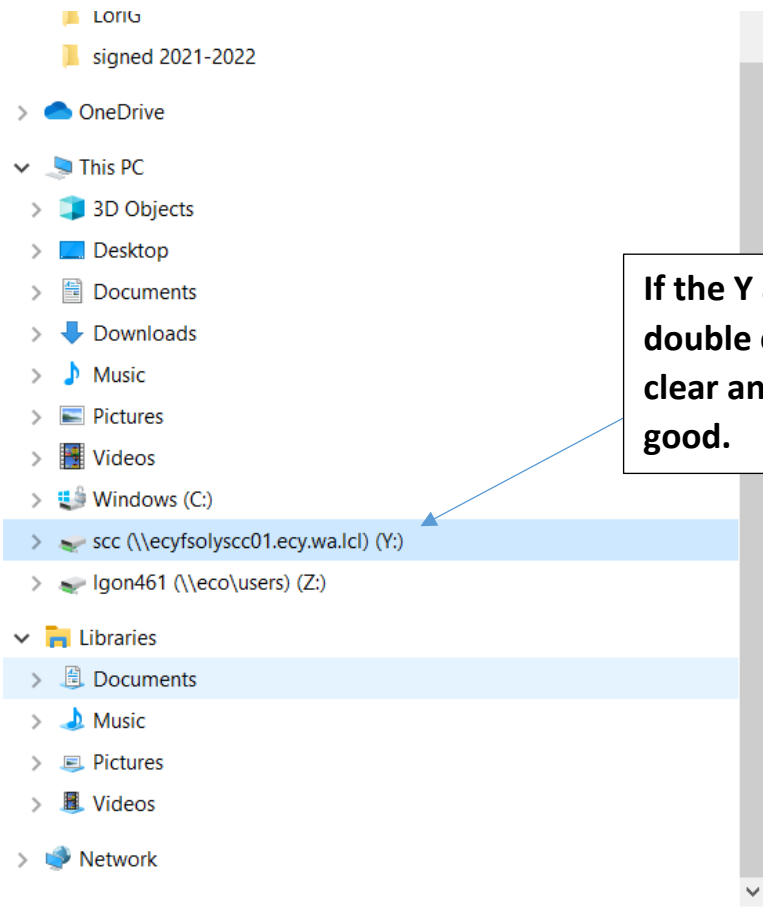 LoriG
signed 2021-2022
OneDrive
This PC
3D Objects
Desktop
Documents
Downloads
Music
Pictures
Videos
Windows (C:)
scc (\\ecyfsolyscc01.ecy.wa.lcl) (Y:)
lgon461 (\\eco\users) (Z:)
Libraries
Documents
Music
Pictures
Videos
Network
If the Y
double
clear
good.